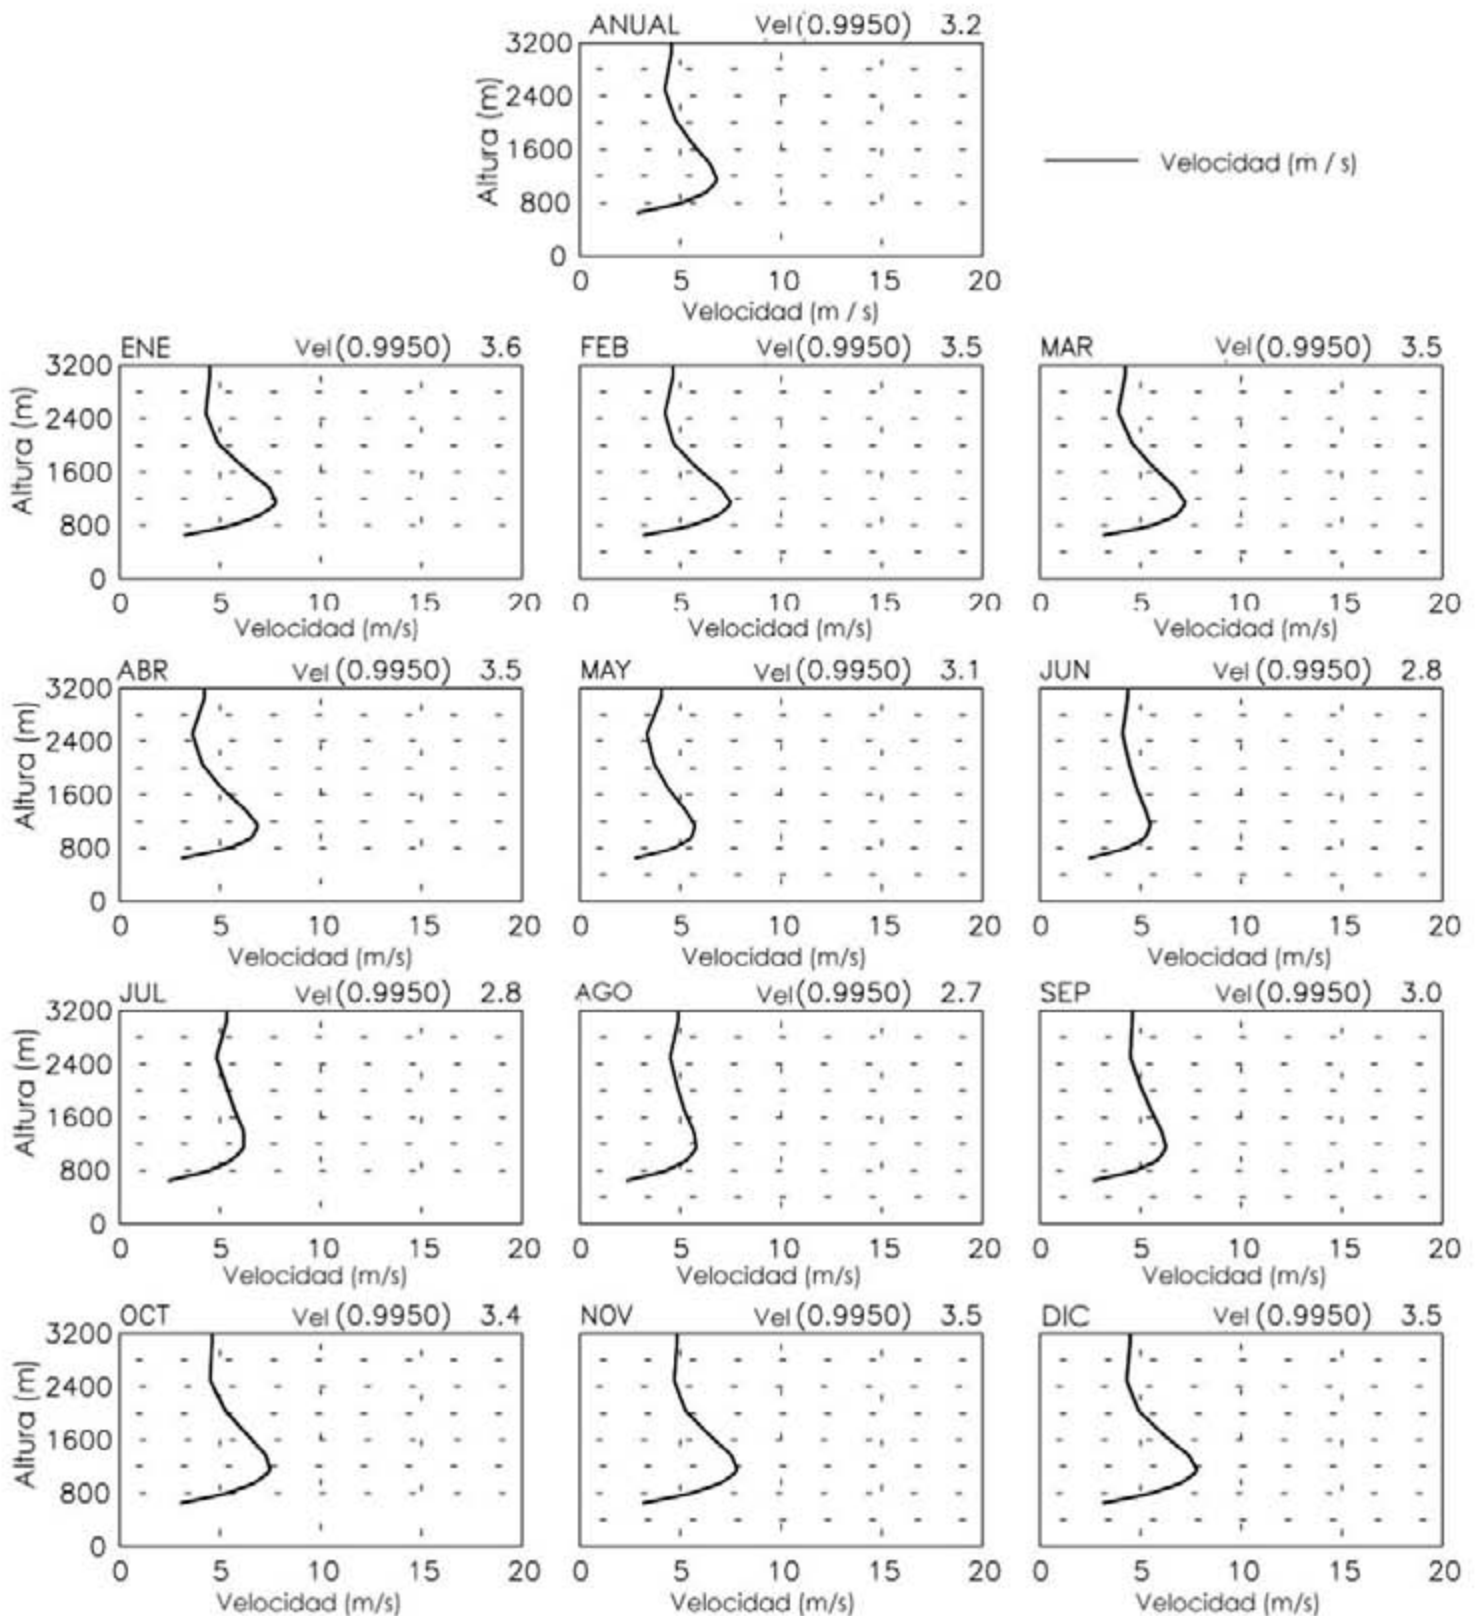 ANUAL Vel (0.9950) 3.2
3200
2400
1600
800
0
Altura (m)
0 5 10 15 20
Velocidad (m / s)
Velocidad (m / s)
ENE Vel (0.9950) 3.6
FEB Vel (0.9950) 3.5
MAR Vel (0.9950) 3.5
3200
2400
1600
800
0
Altura (m)
0 5 10 15 20
0 5 10 15 20
0 5 10 15 20
Velocidad (m/s)
Velocidad (m/s)
Velocidad (m/s)
ABR Vel (0.9950) 3.5
MAY Vel (0.9950) 3.1
JUN Vel (0.9950) 2.8
3200
2400
1600
800
0
Altura (m)
0 5 10 15 20
0 5 10 15 20
0 5 10 15 20
Velocidad (m/s)
Velocidad (m/s)
Velocidad (m/s)
JUL Vel (0.9950) 2.8
AGO Vel (0.9950) 2.7
SEP Vel (0.9950) 3.0
3200
2400
1600
800
0
Altura (m)
0 5 10 15 20
0 5 10 15 20
0 5 10 15 20
Velocidad (m/s)
Velocidad (m/s)
Velocidad (m/s)
OCT Vel (0.9950) 3.4
NOV Vel (0.9950) 3.5
DIC Vel (0.9950) 3.5
3200
2400
1600
800
0
Altura (m)
0 5 10 15 20
0 5 10 15 20
0 5 10 15 20
Velocidad (m/s)
Velocidad (m/s)
Velocidad (m/s)